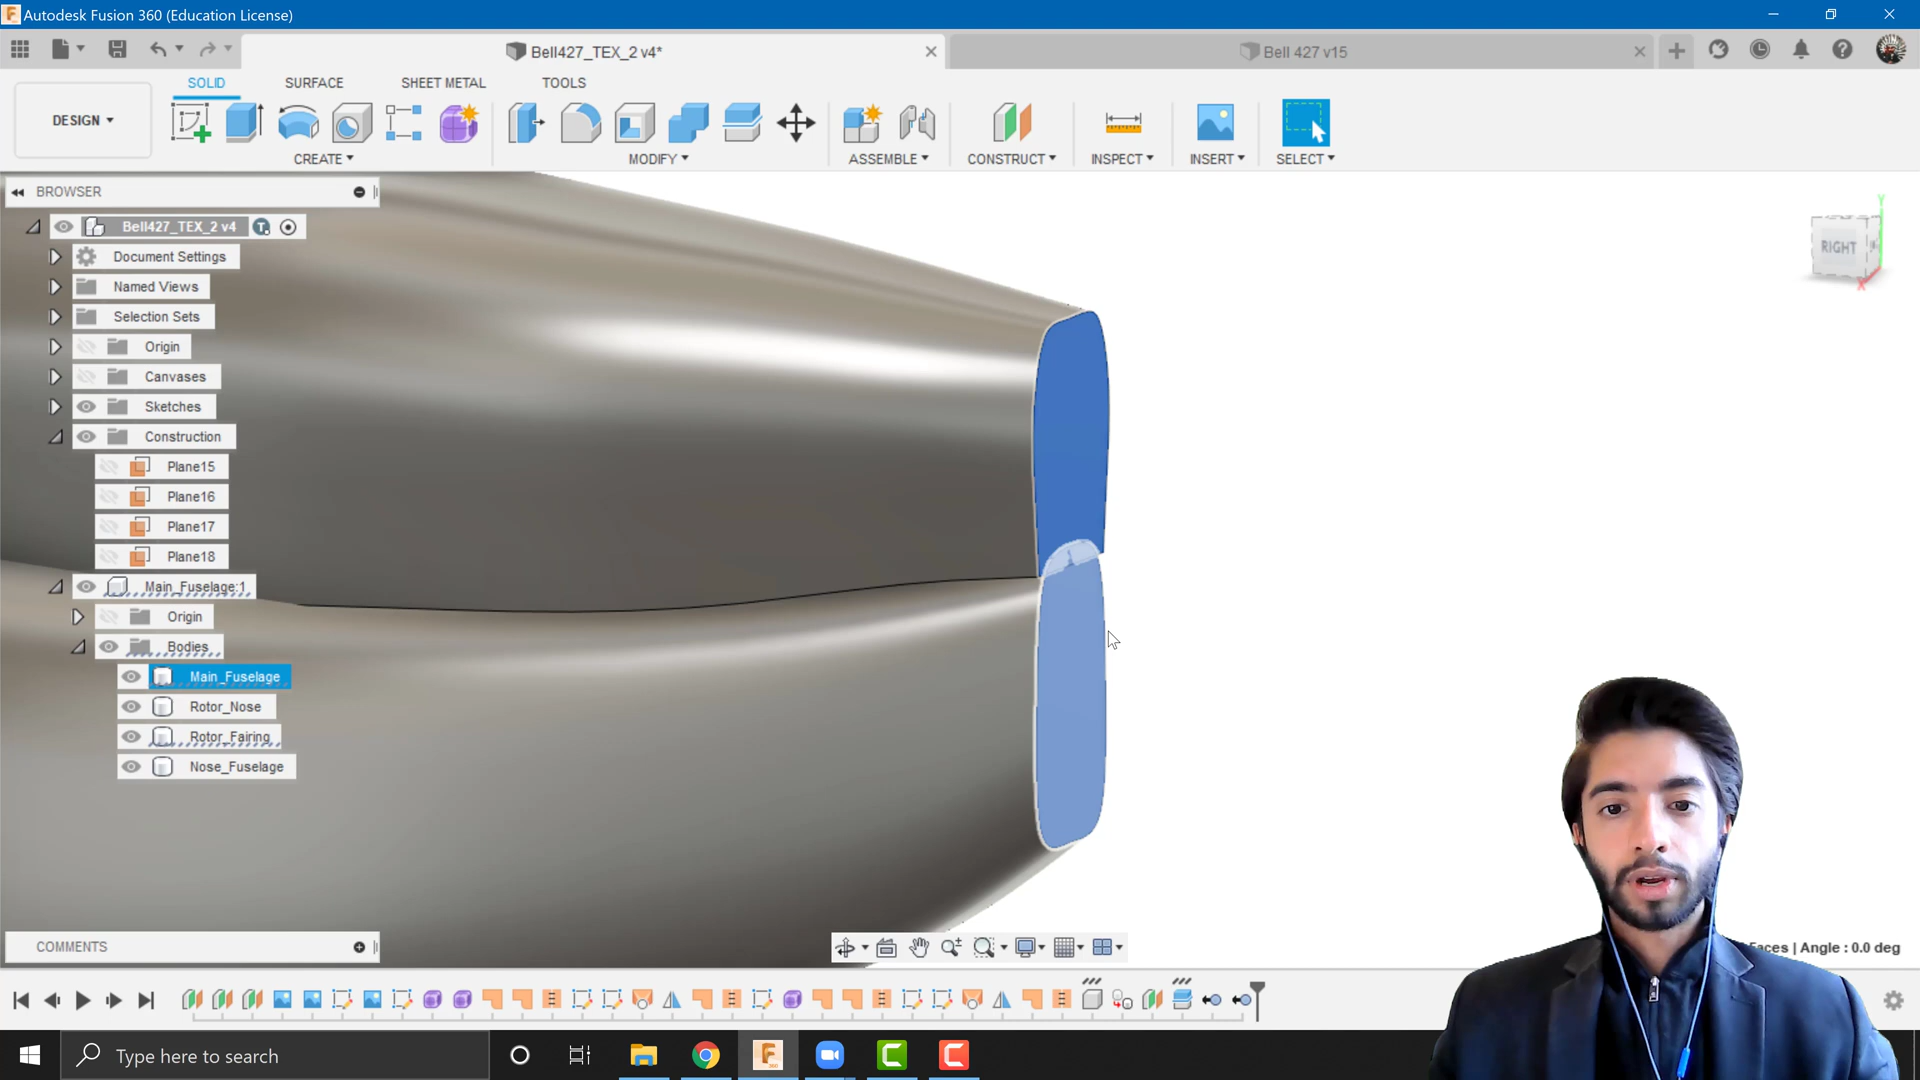 Autodesk Fusion 360 (Education License)
Bell427_TEX_2 v4*
Bell 427 v15
SOLID
SURFACE
SHEET METAL
TOOLS
DESIGN
CREATE
MODIFY
ASSEMBLE
CONSTRUCT
INSPECT
INSERT
SELECT
BROWSER
RIGHT
Y
X
Bell427_TEX_2 v4
Document Settings
Named Views
Selection Sets
Origin
Canvases
Sketches
Construction
Plane15
Plane16
Plane17
Plane18
Main_Fuselage:1
Origin
Bodies
Main_Fuselage
Rotor_Nose
Rotor_Fairing
Nose_Fuselage
COMMENTS
| Angle : 0.0 deg
Type here to search